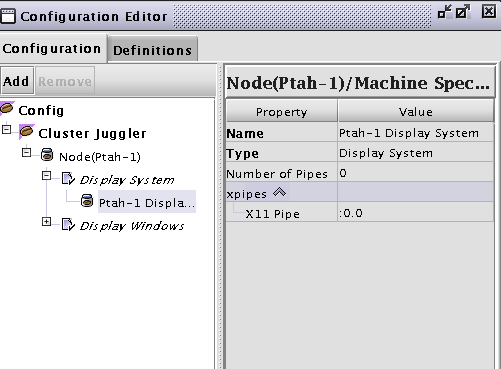 Configuration Editor
Configuration Definitions
Add Remove
Config
Cluster Juggler
Node(Ptah-1)
Display System
Ptah-1 Displa...
Display Windows
Node(Ptah-1)/Machine Spec...
Property Value
Name Ptah-1 Display System
Type Display System
Number of Pipes 0
xpipes
X11 Pipe :0.0